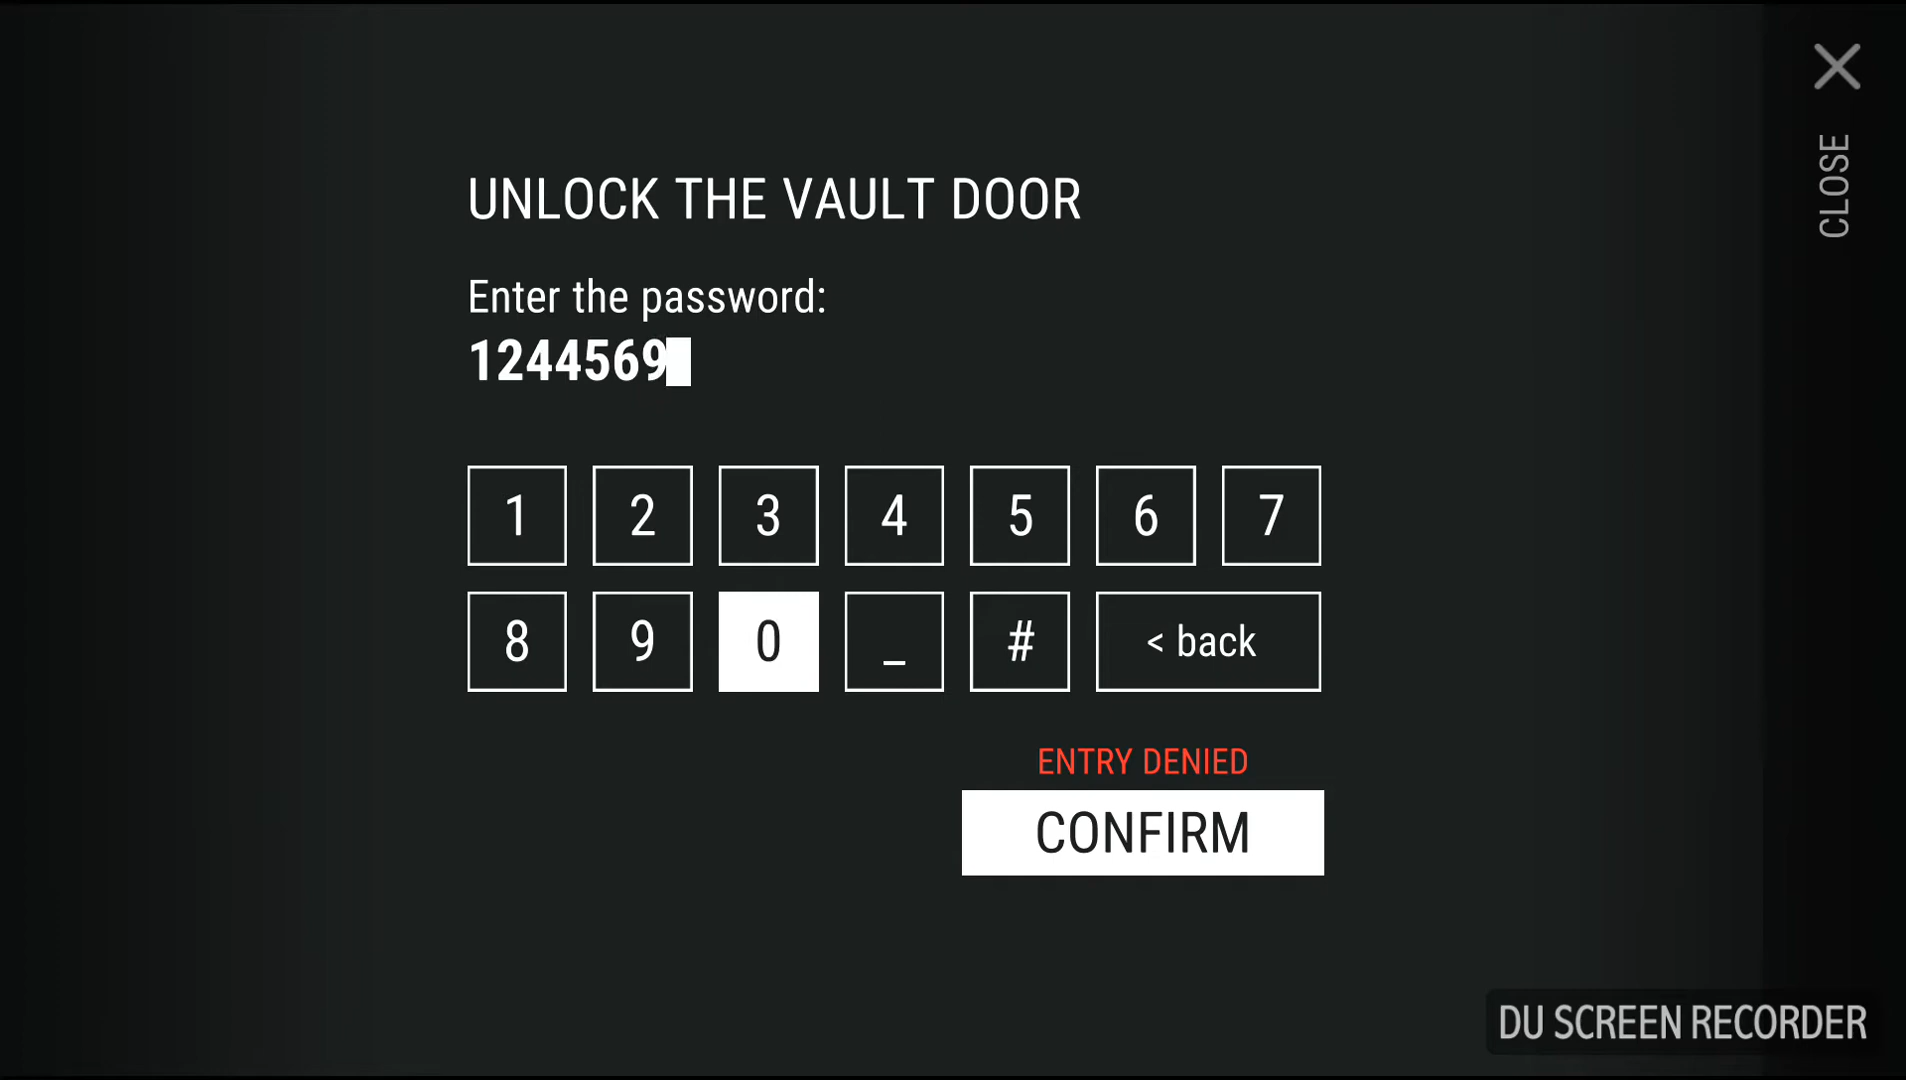 CLOSE
UNLOCK THE VAULT DOOR
Enter the password:
1244569
1 2 3 4 5 6 7
8 9 0 _ # < back
ENTRY DENIED
CONFIRM
DU SCREEN RECORDER